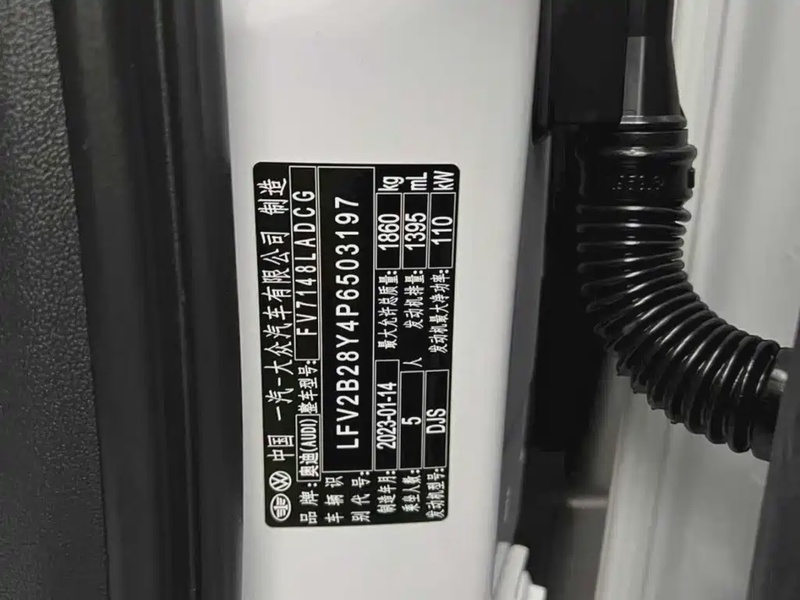 中国 一汽-大众汽车有限公司 制造
品牌: 奥迪(AUDI) 整车型号: FV7148LADCG
车辆识别代号: LFV2B28Y4P6503197
制造年月: 2023-01-14 最大允许总质量: 1860 kg
乘坐人数: 5 人 发动机排量: 1395 mL
发动机型号: DJS 发动机最大净功率: 110 kW